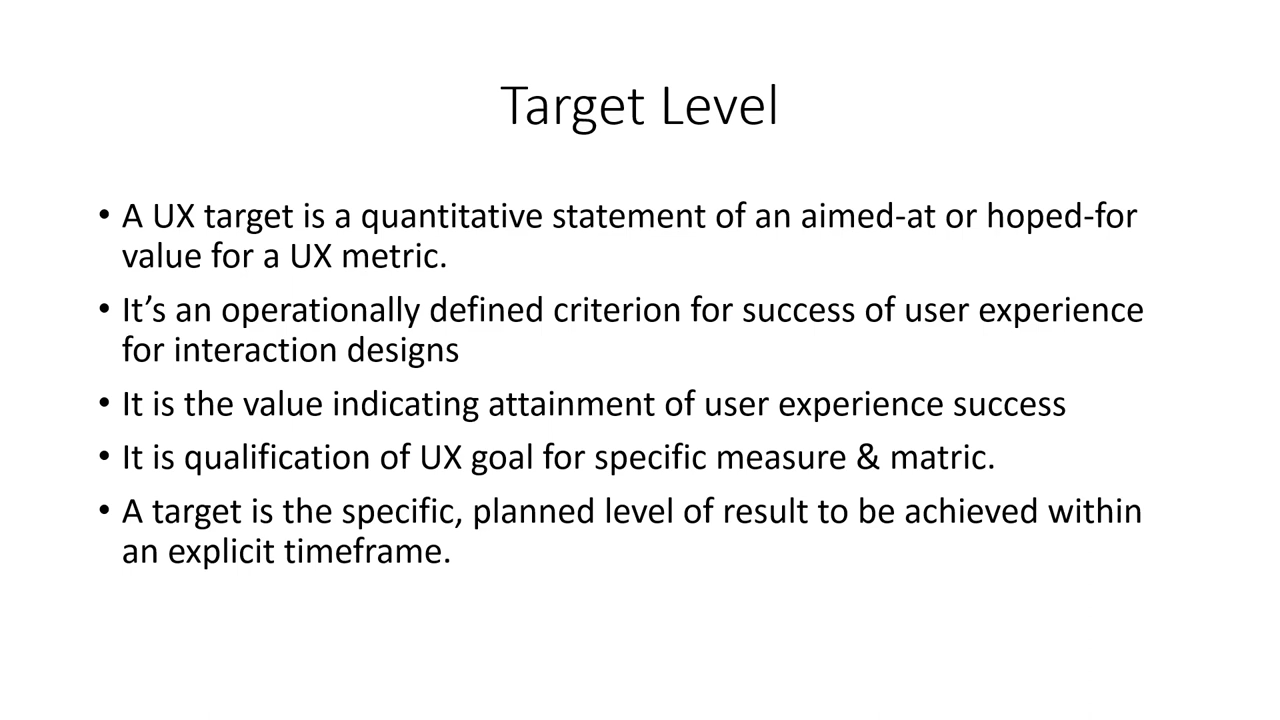 Target Level
• A UX target is a quantitative statement of an aimed-at or hoped-for
value for a UX metric.
• It’s an operationally defined criterion for success of user experience
for interaction designs
• It is the value indicating attainment of user experience success
• It is qualification of UX goal for specific measure & matric.
• A target is the specific, planned level of result to be achieved within
an explicit timeframe.